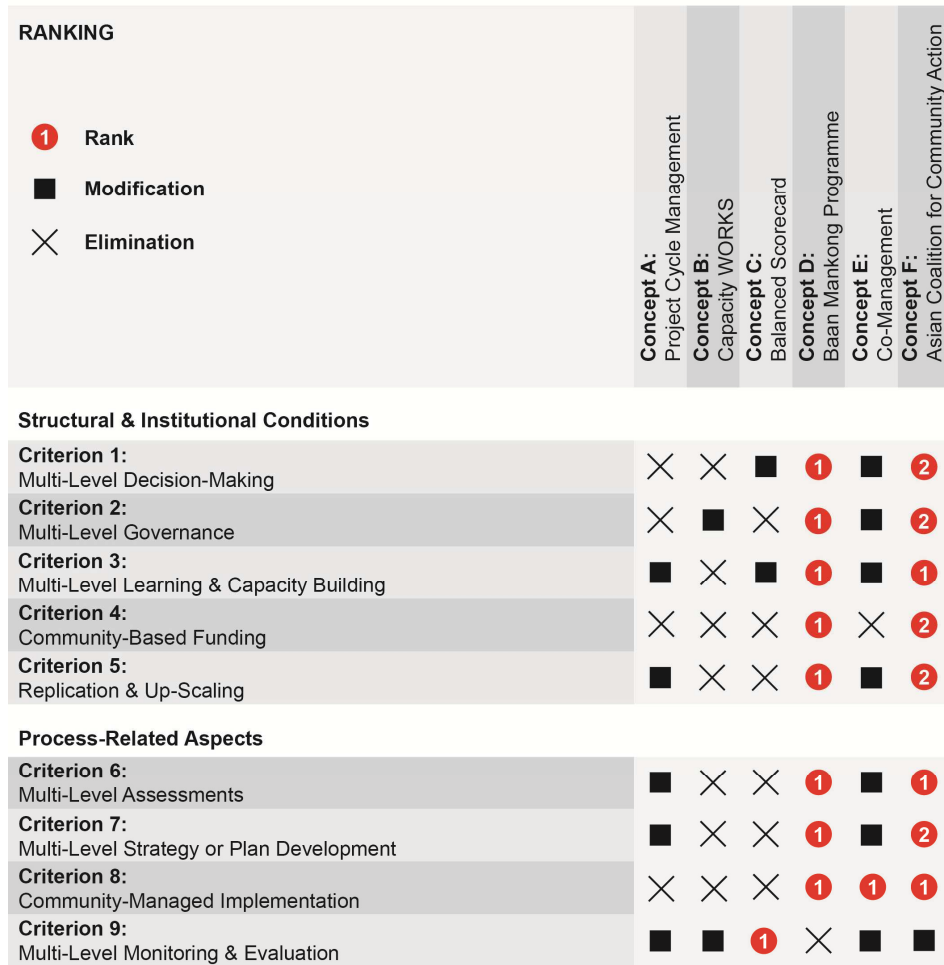 RANKING
1 Rank
Modification
Elimination
Concept A:
Project Cycle Management
Concept B:
Capacity WORKS
Concept C:
Balanced Scorecard
Concept D:
Baan Mankong Programme
Concept E:
Co-Management
Concept F:
Asian Coalition for Community Action
Structural & Institutional Conditions
Criterion 1:
Multi-Level Decision-Making
1 2
Criterion 2:
Multi-Level Governance
1 2
Criterion 3:
Multi-Level Learning & Capacity Building
1 1
Criterion 4:
Community-Based Funding
1 2
Criterion 5:
Replication & Up-Scaling
1 2
Process-Related Aspects
Criterion 6:
Multi-Level Assessments
1 1
Criterion 7:
Multi-Level Strategy or Plan Development
1 2
Criterion 8:
Community-Managed Implementation
1 1 1
Criterion 9:
Multi-Level Monitoring & Evaluation
1